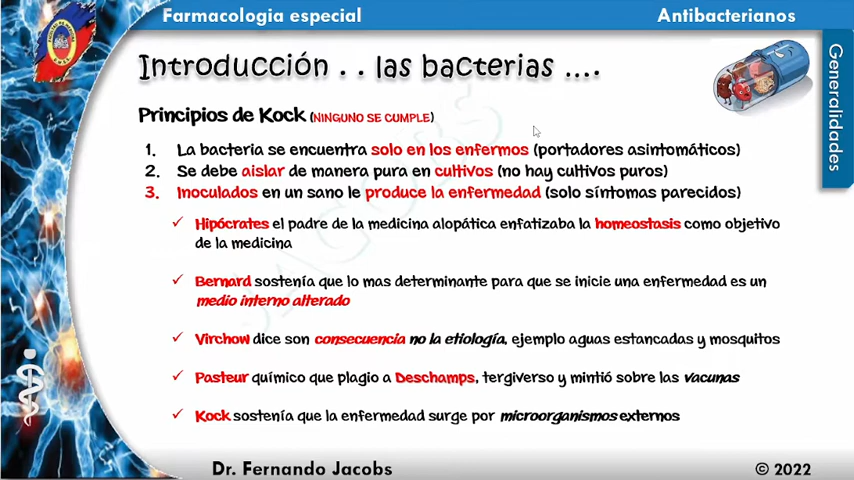 Farmacologia especial
Antibacterianos
Generalidades
Introducción . . las bacterias ....
Principios de Kock (NINGUNO SE CUMPLE)
1. La bacteria se encuentra solo en los enfermos (portadores asintomáticos)
2. Se debe aislar de manera pura en cultivos (no hay cultivos puros)
3. Inoculados en un sano le produce la enfermedad (solo síntomas parecidos)
✓ Hipócrates el padre de la medicina alopática enfatizaba la homeostasis como objetivo
de la medicina
✓ Bernard sostenía que lo mas determinante para que se inicie una enfermedad es un
medio interno alterado
✓ Virchow dice son consecuencia no la etiología, ejemplo aguas estancadas y mosquitos
✓ Pasteur químico que plagio a Deschamps, tergiverso y mintió sobre las vacunas
✓ Kock sostenía que la enfermedad surge por microorganismos externos
Dr. Fernando Jacobs
© 2022